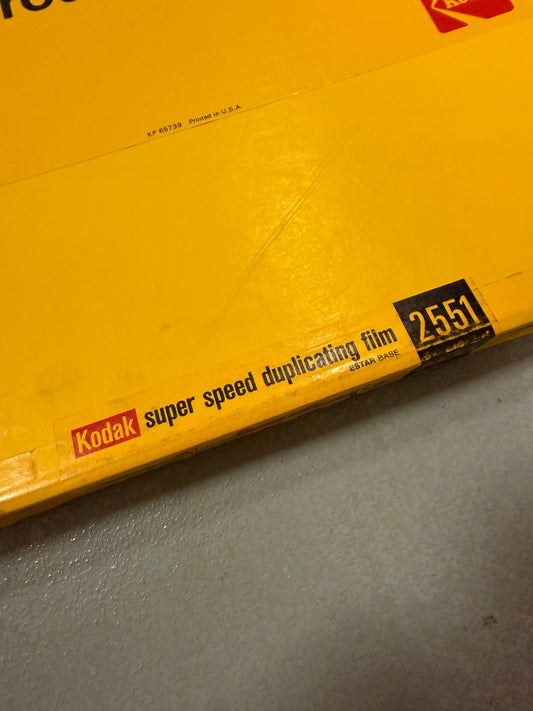 KP 65739 Printed in U.S.A.
Kodak super speed duplicating film 2551
ESTAR BASE